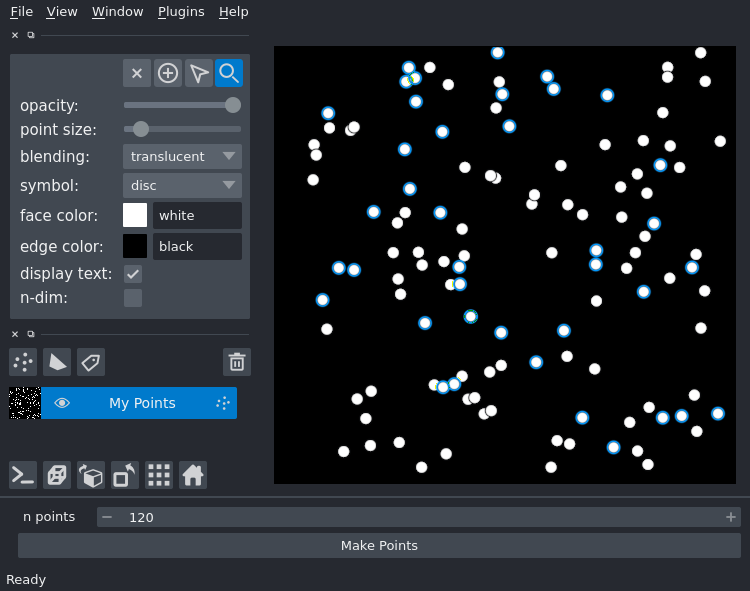 File View Window Plugins Help
opacity:
point size:
blending: translucent
symbol: disc
face color: white
edge color: black
display text:
n-dim:
My Points
n points 120
Make Points
Ready